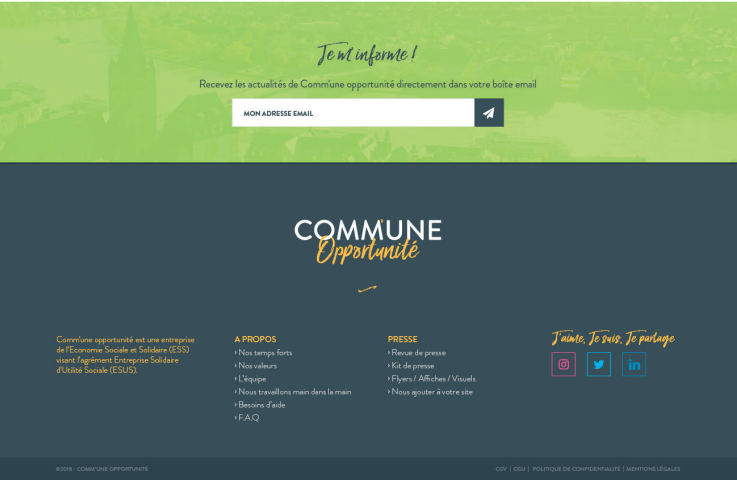 Je m'informe !
Recevez les actualités de Comm'une opportunité directement dans votre boîte email
MON ADRESSE EMAIL
COMM'UNE
Opportunité
Comm'une opportunité est une entreprise
de l'Economie Sociale et Solidaire (ESS)
visant l'agrément Entreprise Solidaire
d'Utilité Sociale (ESUS).
A PROPOS
› Nos temps forts
› Nos valeurs
› L'équipe
› Nous travaillons main dans la main
› Besoins d'aide
› F.A.Q
PRESSE
› Revue de presse
› Kit de presse
› Flyers / Affiches / Visuels
› Nous ajouter à votre site
J'aime, Je suis, Je partage
in
©2018 - COMM'UNE OPPORTUNITÉ
CGV | CGU | POLITIQUE DE CONFIDENTIALITÉ | MENTIONS LÉGALES